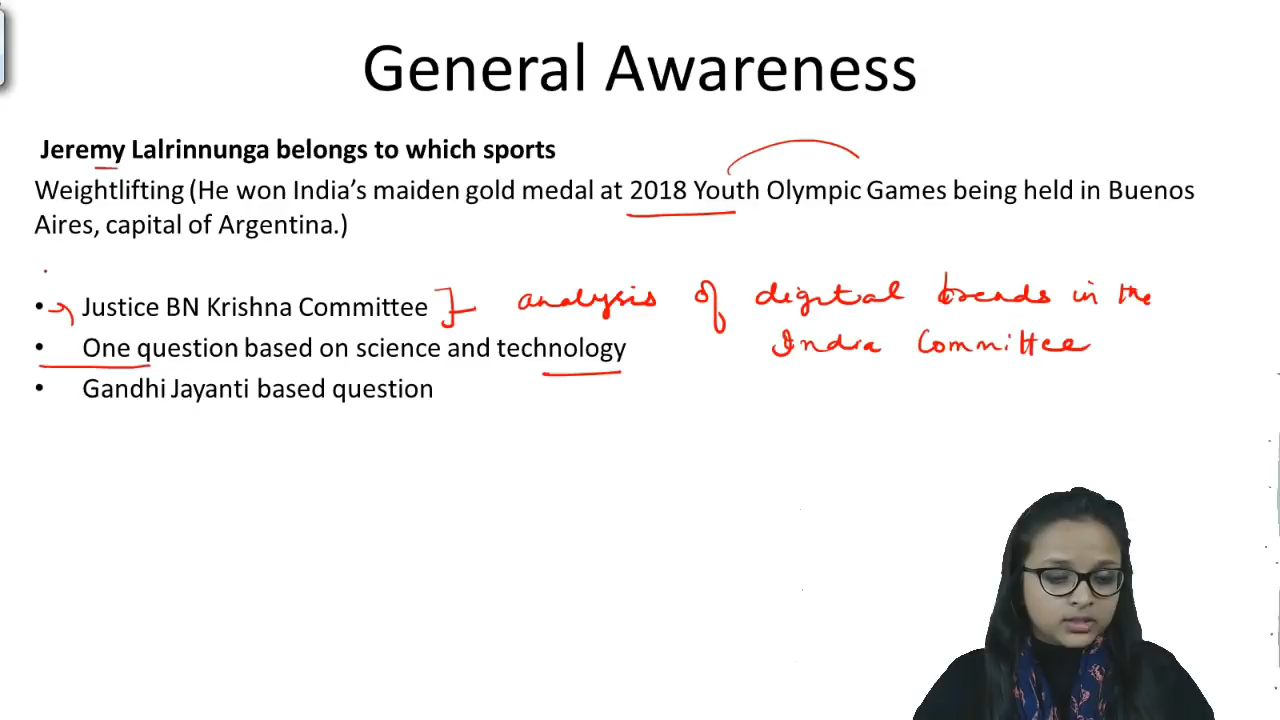 General Awareness
Jeremy Lalrinnunga belongs to which sports
Weightlifting (He won India's maiden gold medal at 2018 Youth Olympic Games being held in Buenos
Aires, capital of Argentina.)
• Justice BN Krishna Committee analysis of digital trends in the
• One question based on science and technology India Committee
• Gandhi Jayanti based question